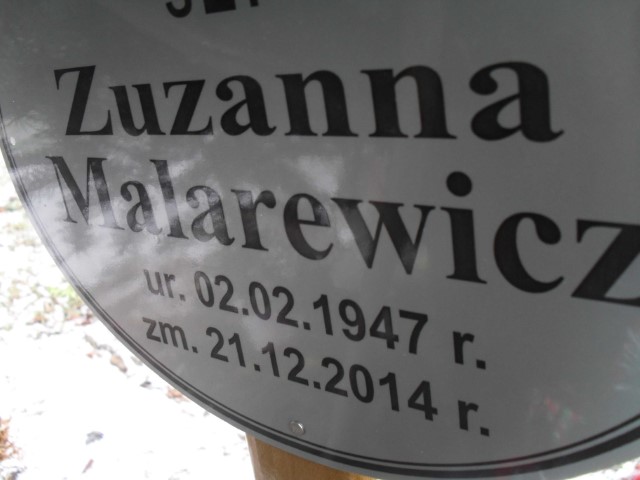 Zuzanna
Malarewicz
ur. 02.02.1947 r.
zm. 21.12.2014 r.